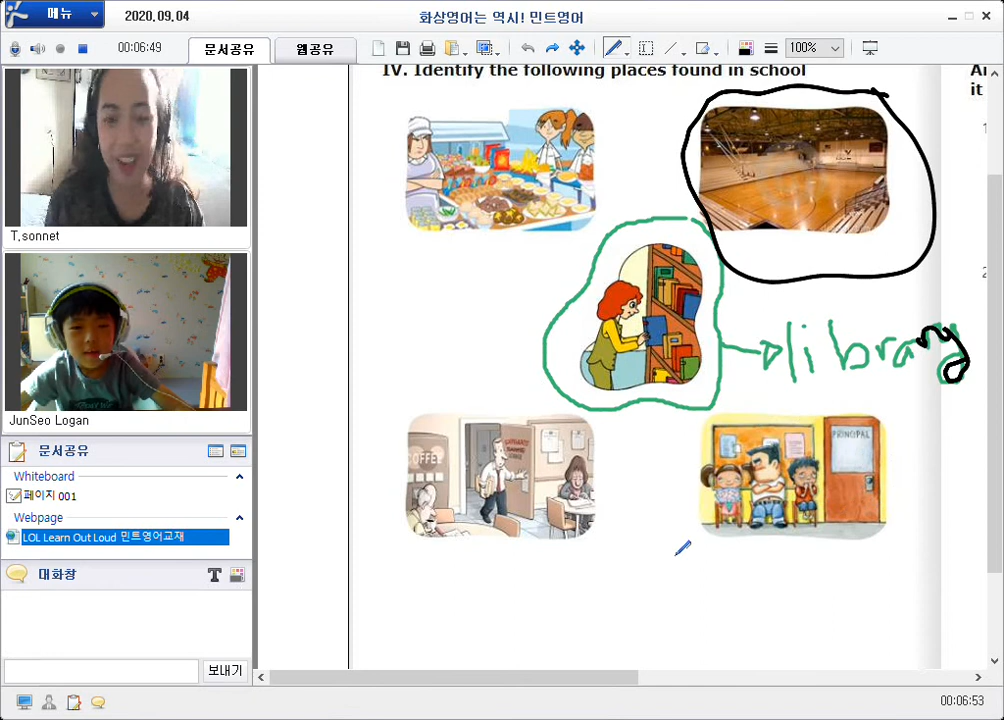 메뉴
2020.09.04
화상영어는 역시! 민트영어
00:06:49
문서공유
웹공유
100%
T.sonnet
JunSeo Logan
문서공유
Whiteboard
페이지 001
Webpage
LOL Learn Out Loud 민트영어교재
대화창
T
보내기
IV. Identify the following places found in school
it
library
COFFEE
PRINCIPAL
00:06:53